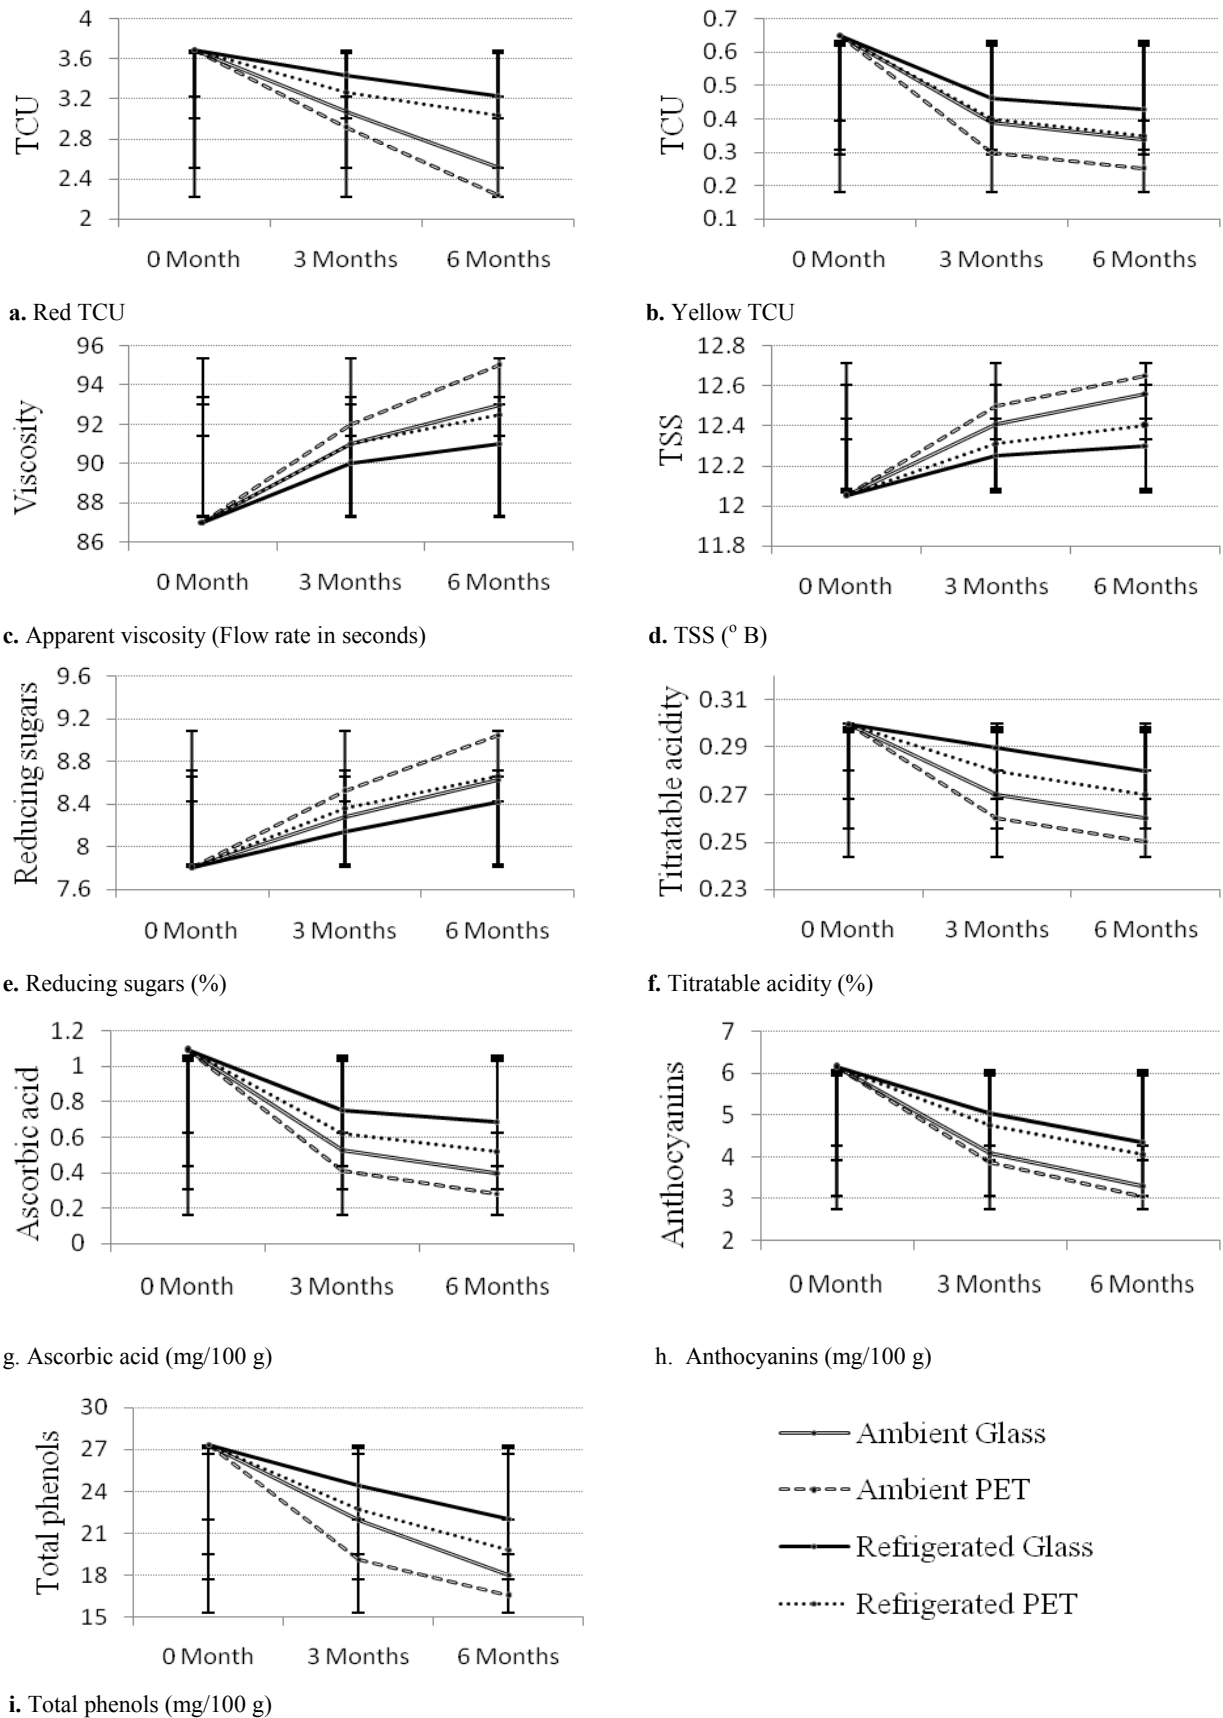 4
3.6
3.2
2.8
2.4
2
TCU
0 Month 3 Months 6 Months
a. Red TCU
0.7
0.6
0.5
0.4
0.3
0.2
0.1
TCU
0 Month 3 Months 6 Months
b. Yellow TCU
96
94
92
90
88
86
Viscosity
0 Month 3 Months 6 Months
c. Apparent viscosity (Flow rate in seconds)
12.8
12.6
12.4
12.2
12
11.8
TSS
0 Month 3 Months 6 Months
d. TSS (° B)
9.6
9.2
8.8
8.4
8
7.6
Reducing sugars
0 Month 3 Months 6 Months
e. Reducing sugars (%)
0.31
0.29
0.27
0.25
0.23
Titratable acidity
0 Month 3 Months 6 Months
f. Titratable acidity (%)
1.2
1
0.8
0.6
0.4
0.2
0
Ascorbic acid
0 Month 3 Months 6 Months
g. Ascorbic acid (mg/100 g)
7
6
5
4
3
2
Anthocyanins
0 Month 3 Months 6 Months
h. Anthocyanins (mg/100 g)
30
27
24
21
18
15
Total phenols
0 Month 3 Months 6 Months
i. Total phenols (mg/100 g)
Ambient Glass
Ambient PET
Refrigerated Glass
Refrigerated PET